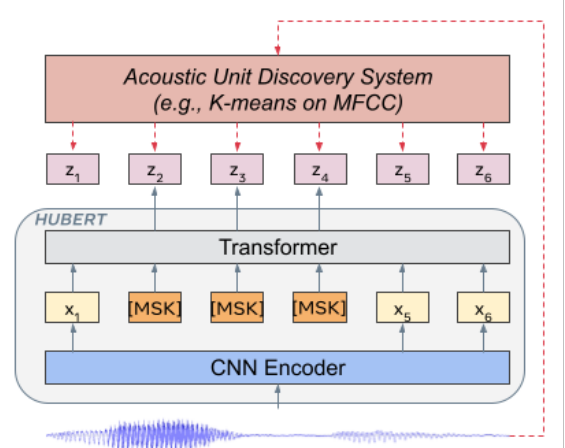 Acoustic Unit Discovery System
(e.g., K-means on MFCC)
z1 z2 z3 z4 z5 z6
HUBERT
Transformer
x1 [MSK] [MSK] [MSK] x5 x6
CNN Encoder